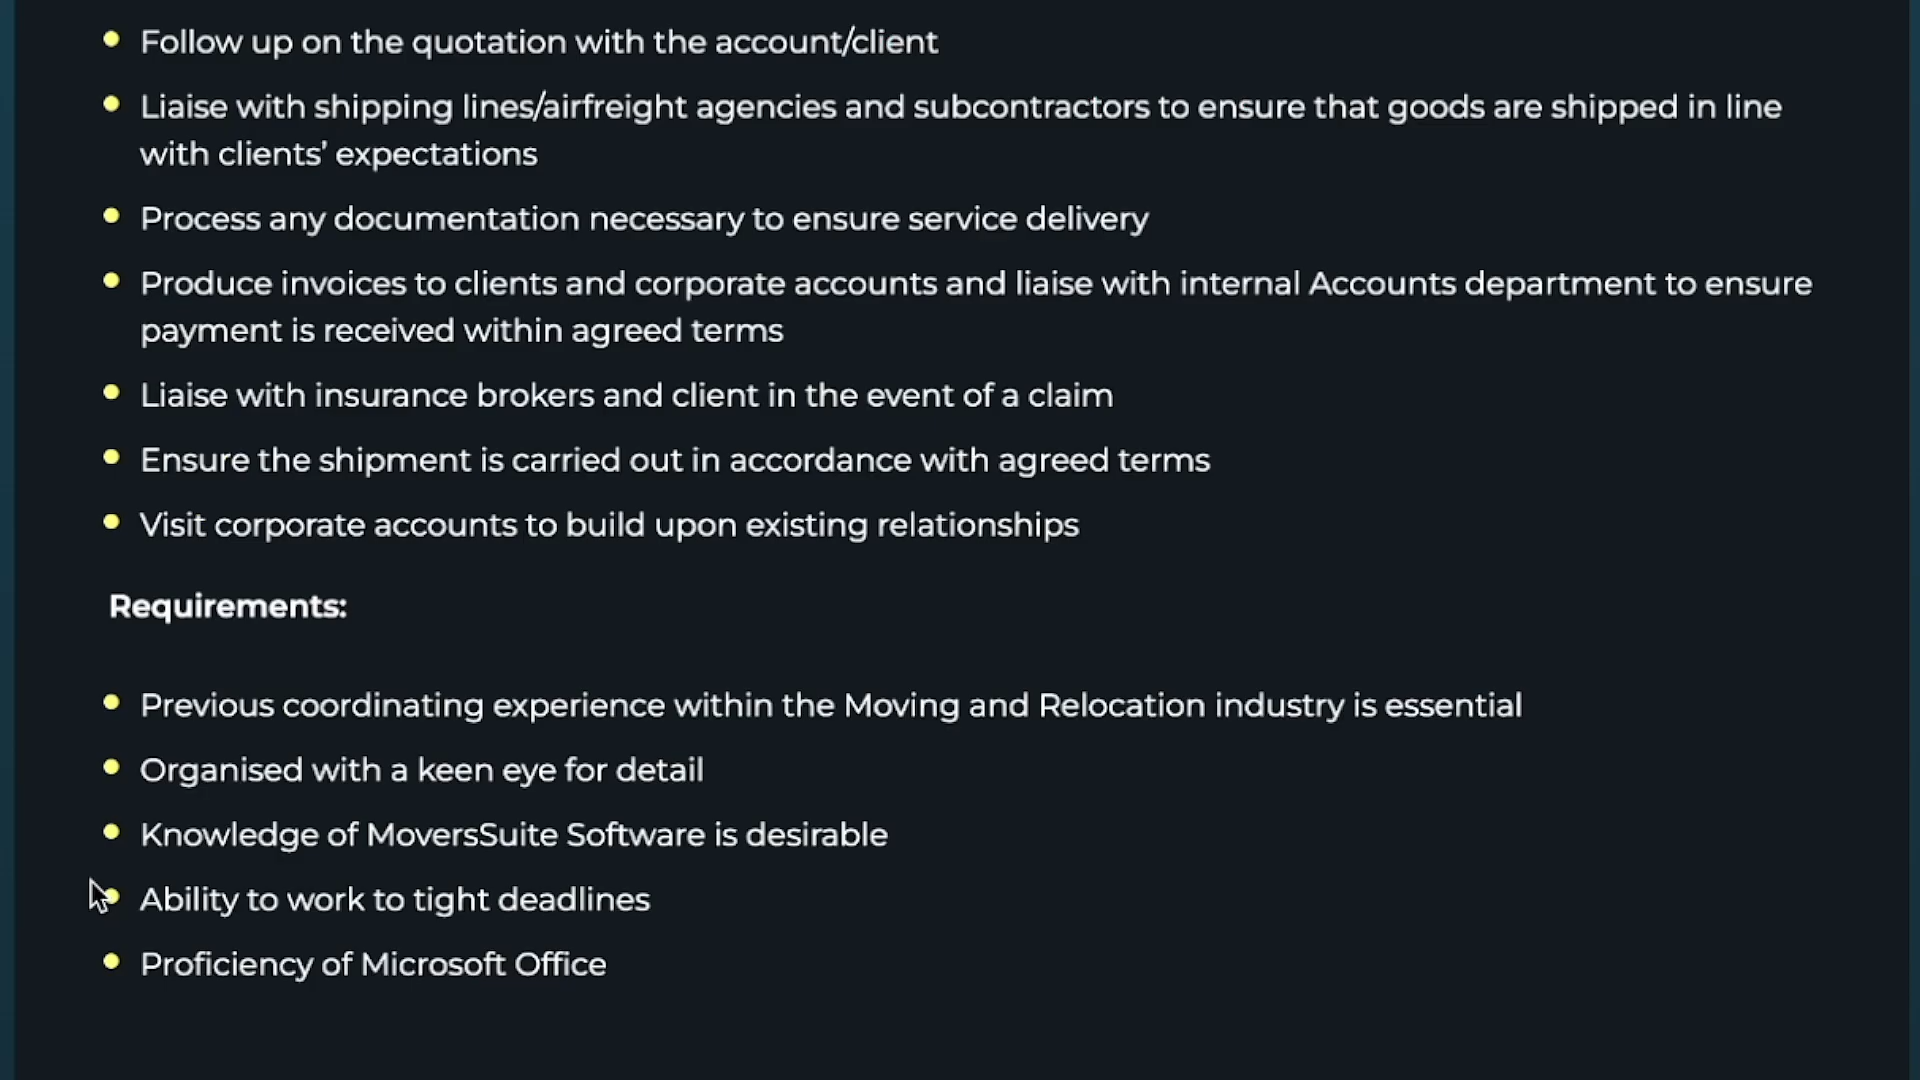 Follow up on the quotation with the account/client
Liaise with shipping lines/airfreight agencies and subcontractors to ensure that goods are shipped in line
with clients’ expectations
Process any documentation necessary to ensure service delivery
Produce invoices to clients and corporate accounts and liaise with internal Accounts department to ensure
payment is received within agreed terms
Liaise with insurance brokers and client in the event of a claim
Ensure the shipment is carried out in accordance with agreed terms
Visit corporate accounts to build upon existing relationships
Requirements:
Previous coordinating experience within the Moving and Relocation industry is essential
Organised with a keen eye for detail
Knowledge of MoversSuite Software is desirable
Ability to work to tight deadlines
Proficiency of Microsoft Office